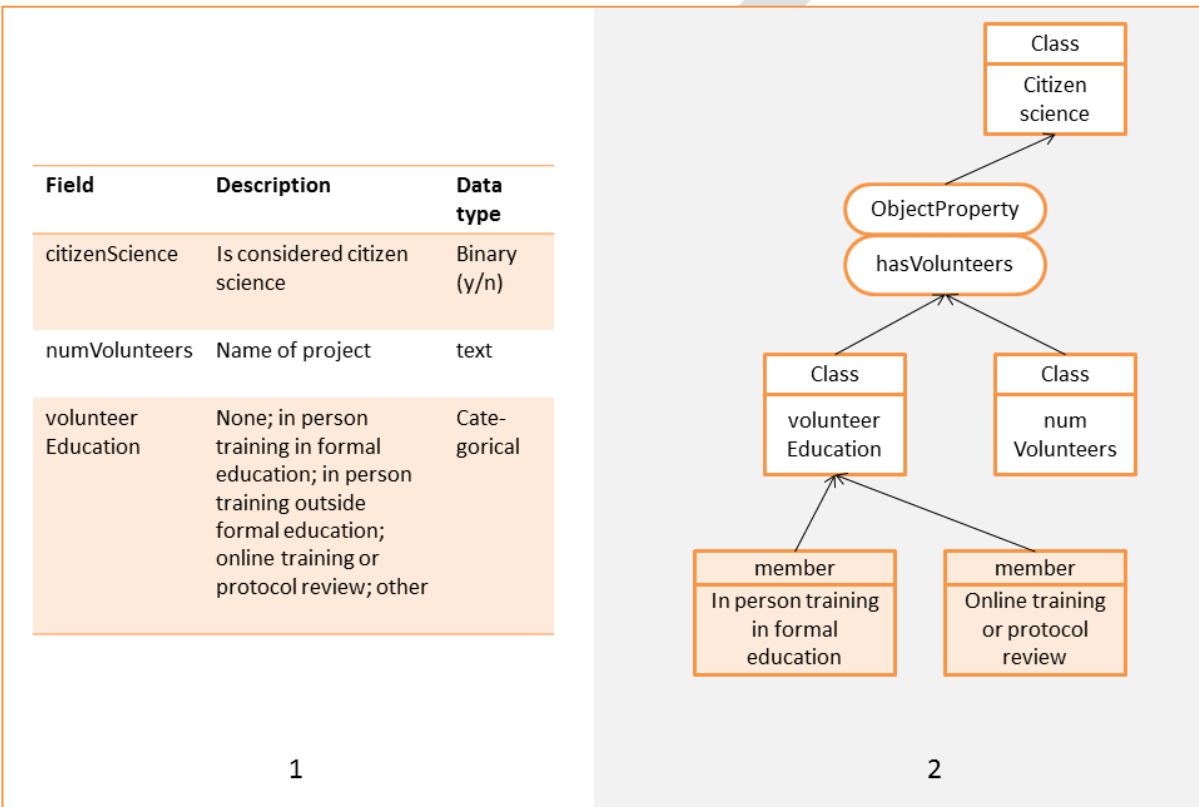 Field Description Data
type
citizenScience Is considered citizen Binary
science (y/n)
numVolunteers Name of project text
volunteer None; in person Cate-
Education training in formal gorical
education; in person
training outside
formal education;
online training or
protocol review; other
1
Class
Citizen
science
ObjectProperty
hasVolunteers
Class
volunteer
Education
Class
num
Volunteers
member
In person training
in formal
education
member
Online training
or protocol
review
2